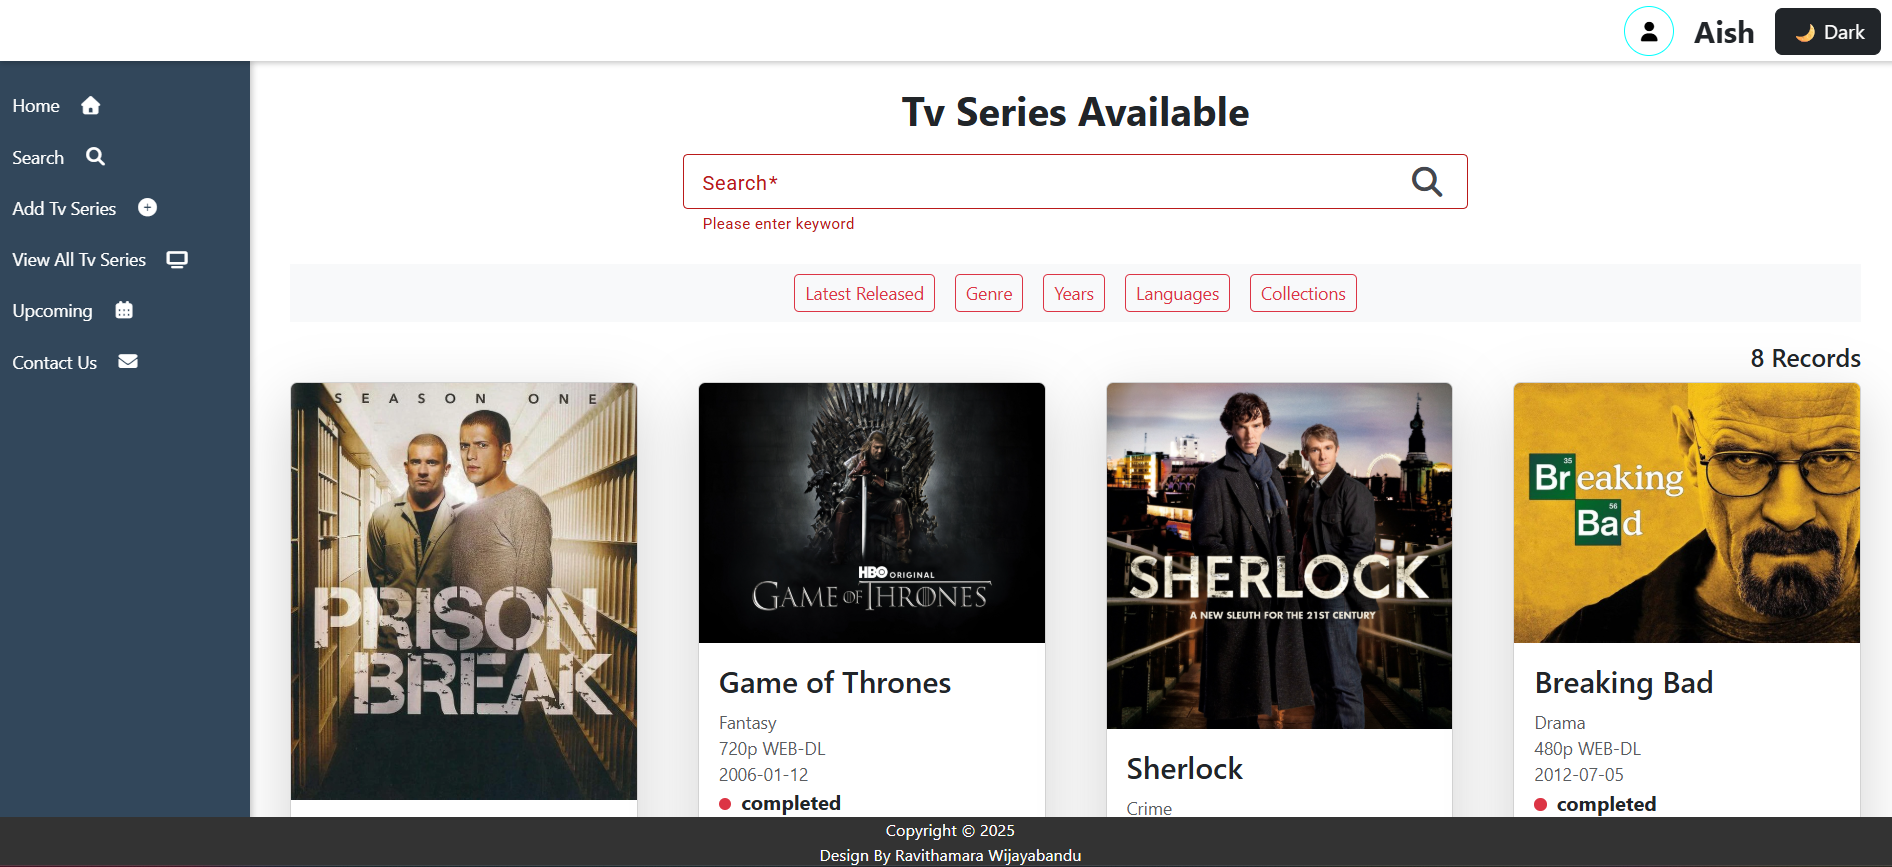 Aish
🌙 Dark
Home
Search
Add Tv Series
View All Tv Series
Upcoming
Contact Us
Tv Series Available
Search*
Please enter keyword
Latest Released
Genre
Years
Languages
Collections
8 Records
SEASON ONE
PRISON
BREAK
HBO ORIGINAL
GAME OF THRONES
Game of Thrones
Fantasy
720p WEB-DL
2006-01-12
completed
SHERLOCK
A NEW SLEUTH FOR THE 21ST CENTURY
Sherlock
Crime
35
Breaking
56
Bad
Breaking Bad
Drama
480p WEB-DL
2012-07-05
completed
Copyright © 2025
Design By Ravithamara Wijayabandu